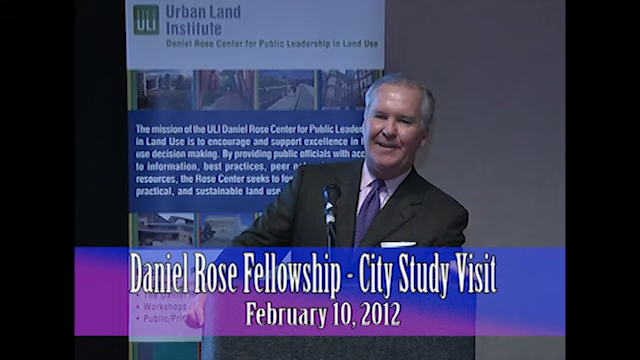 ULI
Urban Land
Institute
Daniel Rose Center for Public Leadership in Land Use
The mission of the ULI Daniel Rose Center for Public
in Land Use is to encourage and support excellence in
use decision making. By providing public officials with
to information, best practices, peer
resources, the Rose Center seeks to
practical, and sustainable land use
Daniel Rose Fellowship - City Study Visit
February 10, 2012
• The Daniel
• Workshops